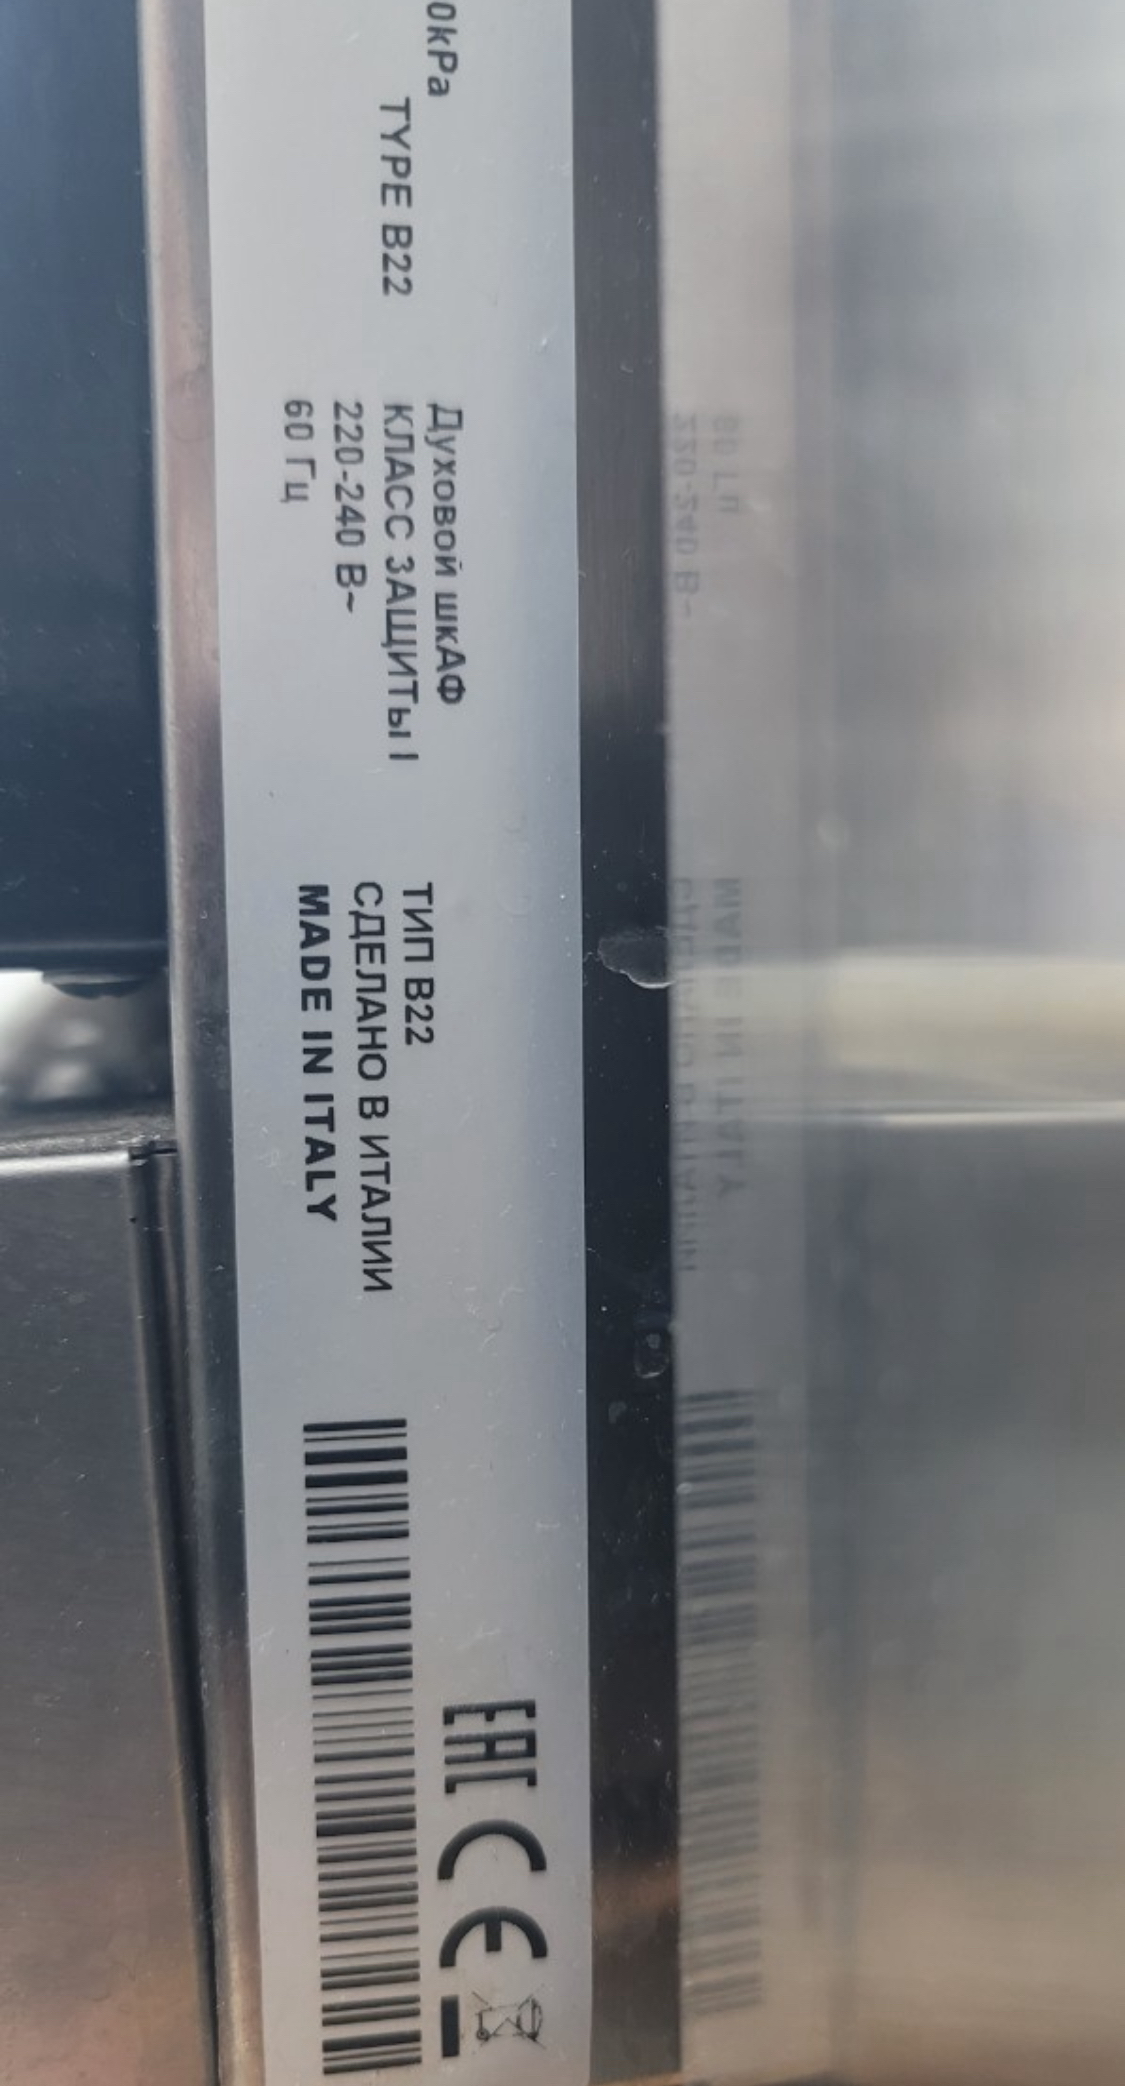 0kPa
TYPE B22
Духовой шкАФ
КЛАСС ЗАЩИТЫ I
220-240 В~
60 Гц
ТИП B22
СДЕЛАНО В ИТАЛИИ
MADE IN ITALY
EAC CE